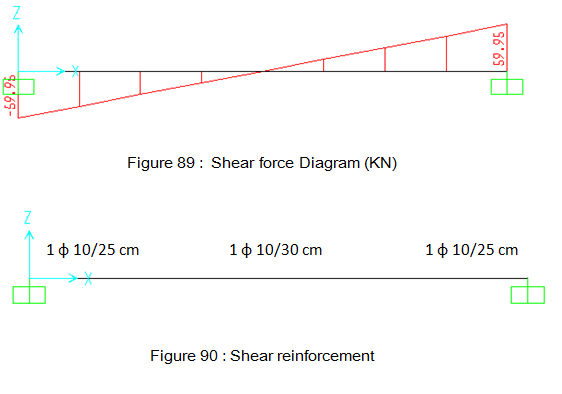 Z
X
-59.95
59.95
Figure 89 : Shear force Diagram (KN)
Z
1 ϕ 10/25 cm
1 ϕ 10/30 cm
1 ϕ 10/25 cm
X
Figure 90 : Shear reinforcement